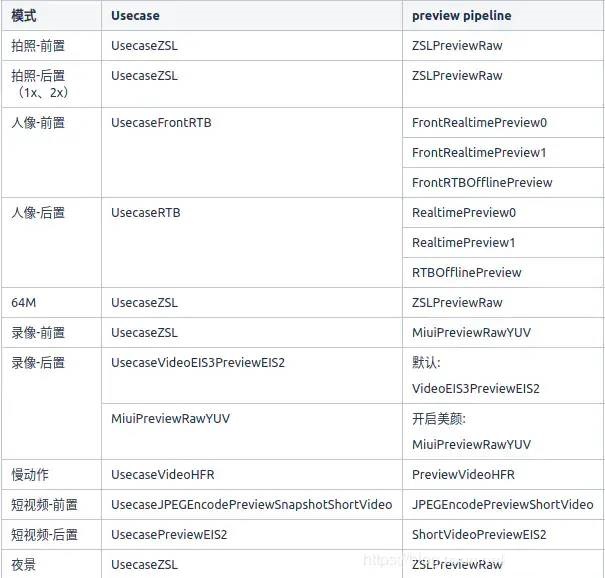 模式 Usecase preview pipeline
拍照-前置 UsecaseZSL ZSLPreviewRaw
拍照-后置 UsecaseZSL ZSLPreviewRaw
（1x、2x）
人像-前置 UsecaseFrontRTB FrontRealtimePreview0
FrontRealtimePreview1
FrontRTBOfflinePreview
人像-后置 UsecaseRTB RealtimePreview0
RealtimePreview1
RTBOfflinePreview
64M UsecaseZSL ZSLPreviewRaw
录像-前置 UsecaseZSL MiuiPreviewRawYUV
录像-后置 UsecaseVideoEIS3PreviewEIS2 默认:
VideoEIS3PreviewEIS2
MiuiPreviewRawYUV 开启美颜:
MiuiPreviewRawYUV
慢动作 UsecaseVideoHFR PreviewVideoHFR
短视频-前置 UsecaseJPEGEncodePreviewSnapshotShortVideo JPEGEncodePreviewShortVideo
短视频-后置 UsecasePreviewEIS2 ShortVideoPreviewEIS2
夜景 UsecaseZSL ZSLPreviewRaw